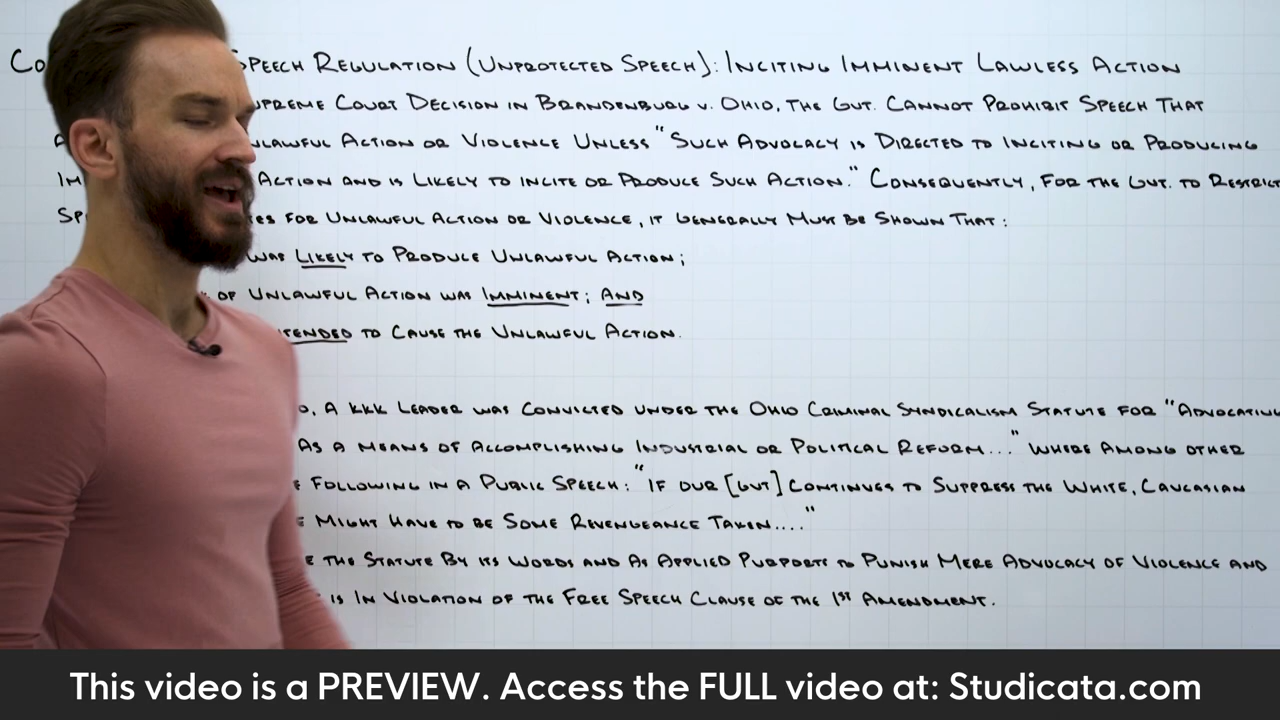 Co SPEECH REGULATION (UNPROTECTED SPEECH): INCITING IMMINENT LAWLESS ACTION
UPREME COURT DECISION IN BRANDENBURG V. OHIO, THE GVT. CANNOT PROHIBIT SPEECH THAT
UNLAWFUL ACTION OR VIOLENCE UNLESS "SUCH ADVOCACY IS DIRECTED TO INCITING OR PRODUCING
IM ACTION AND IS LIKELY TO INCITE OR PRODUCE SUCH ACTION." CONSEQUENTLY, FOR THE GVT. TO RESTRICT
SP ES FOR UNLAWFUL ACTION OR VIOLENCE, IT GENERALLY MUST BE SHOWN THAT:
WAS LIKELY TO PRODUCE UNLAWFUL ACTION;
OF UNLAWFUL ACTION WAS IMMINENT; AND
TENDED TO CAUSE THE UNLAWFUL ACTION.
O, A KKK LEADER WAS CONVICTED UNDER THE OHIO CRIMINAL SYNDICALISM STATUTE FOR "ADVOCATING
AS A MEANS OF ACCOMPLISHING INDUSTRIAL OR POLITICAL REFORM..." WHERE AMONG OTHER
E FOLLOWING IN A PUBLIC SPEECH: "IF OUR [GVT] CONTINUES TO SUPPRESS THE WHITE, CAUCASIAN
E MIGHT HAVE TO BE SOME REVENGEANCE TAKEN...."
E THE STATUTE BY ITS WORDS AND AS APPLIED PURPORTS TO PUNISH MERE ADVOCACY OF VIOLENCE AND
IS IN VIOLATION OF THE FREE SPEECH CLAUSE OF THE 1ST AMENDMENT.
This video is a PREVIEW. Access the FULL video at: Studicata.com